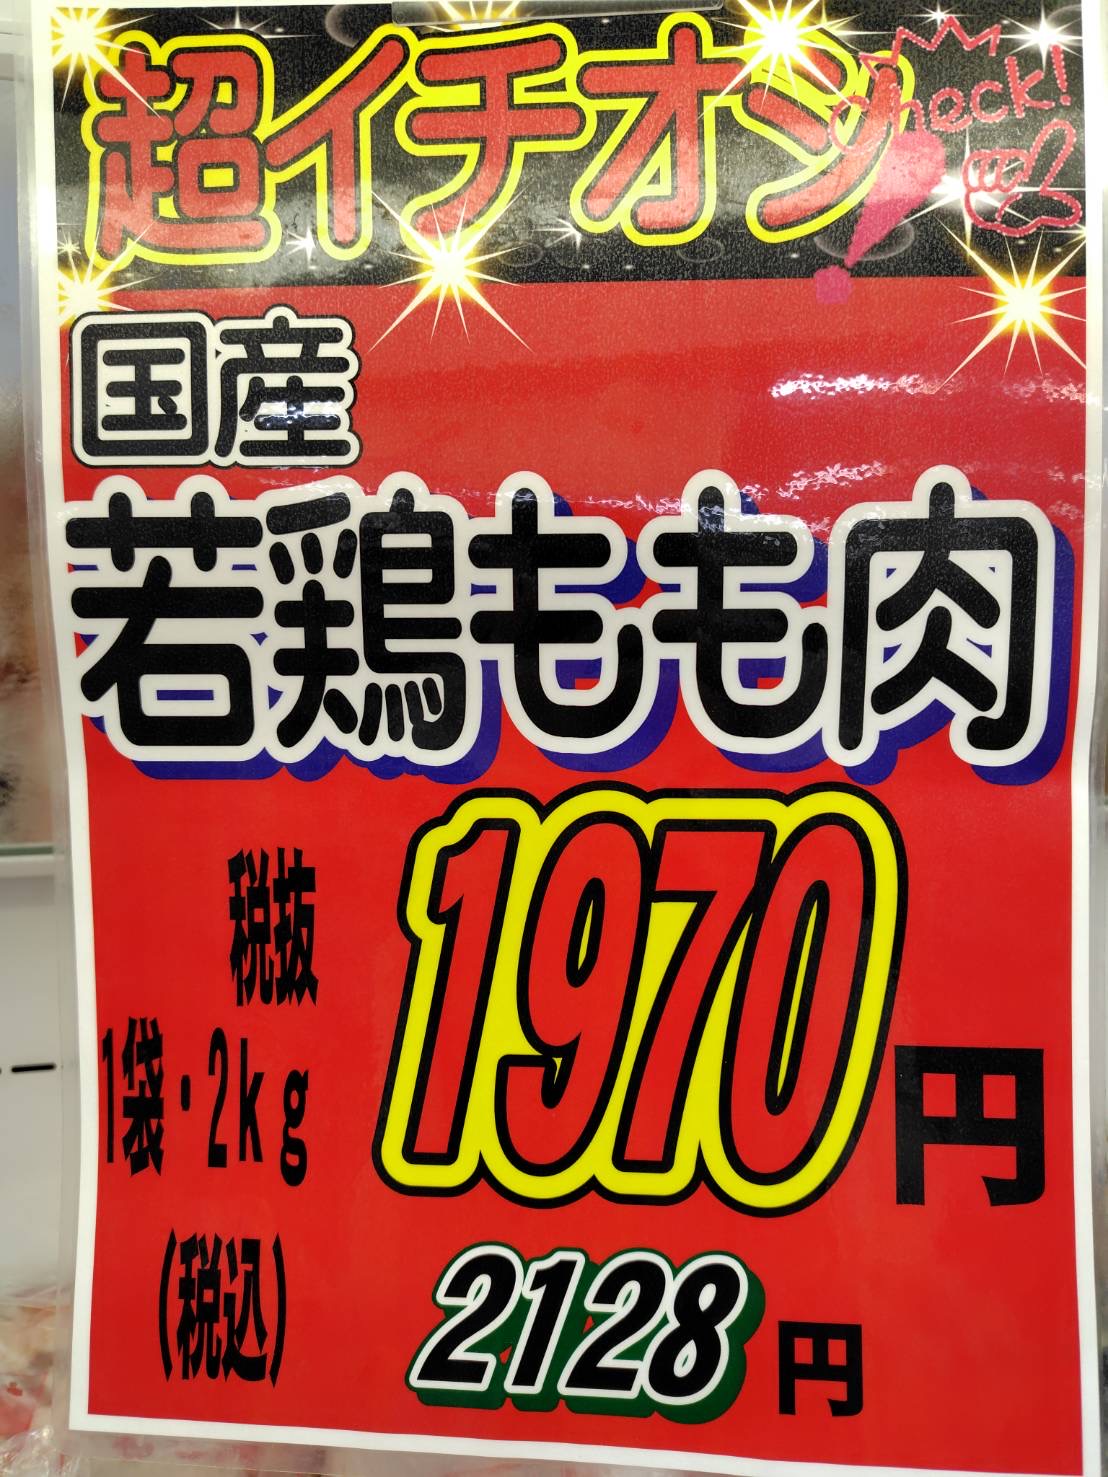 超イチオシ
check!
国産
若鶏もも肉
税抜
1袋・2kg
1970円
(税込)
2128円